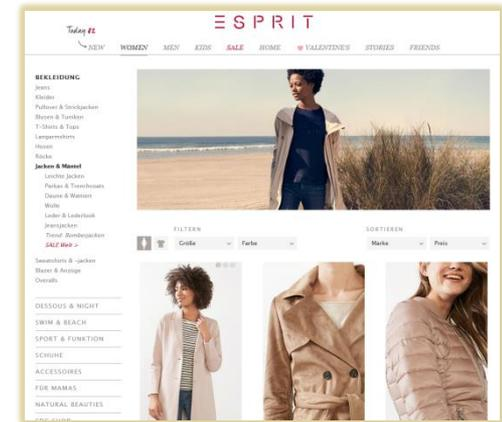 Today 82
ESPRIT
NEW WOMEN MEN KIDS SALE HOME ❤ VALENTINE'S STORIES FRIENDS
BEKLEIDUNG
Jeans
Kleider
Pullover & Strickjacken
Blusen & Tuniken
T-Shirts & Tops
Langarmshirts
Hosen
Röcke
Jacken & Mäntel
Leichte Jacken
Parkas & Trenchcoats
Daune & Wattiert
Wolle
Leder & Lederlook
Jeansjacken
Trend: Bomberjacken
SALE Welt >
Sweatshirts & -jacken
Blazer & Anzüge
Overalls
DESSOUS & NIGHT
SWIM & BEACH
SPORT & FUNKTION
SCHUHE
ACCESSOIRES
FÜR MAMAS
NATURAL BEAUTIES
FILTERN
Größe
Farbe
SORTIEREN
Marke
Preis